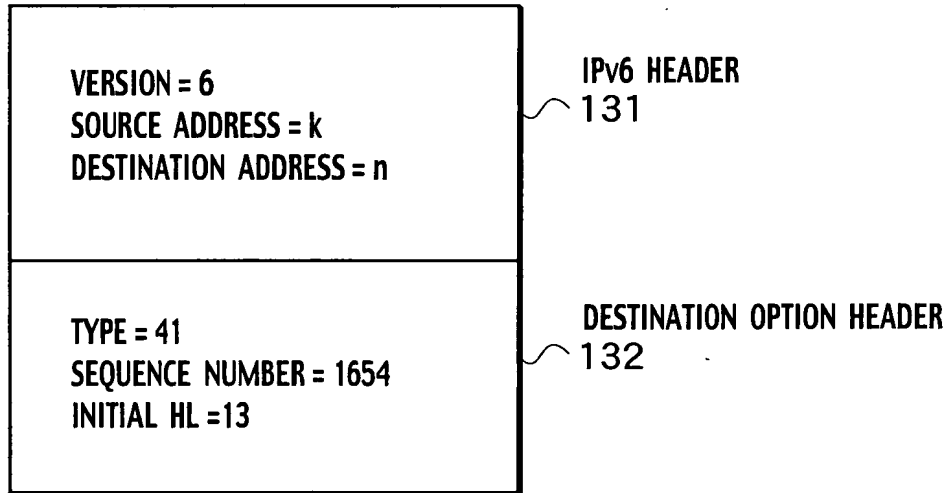 VERSION = 6
SOURCE ADDRESS = k
DESTINATION ADDRESS = n
IPv6 HEADER
131
TYPE = 41
SEQUENCE NUMBER = 1654
INITIAL HL =13
DESTINATION OPTION HEADER
132